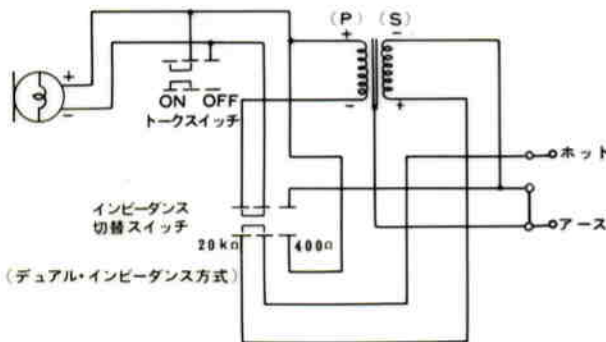 (P) (S)
+ -
+
-
- +
ON OFF
トークスイッチ
ホット
インピーダンス
切替スイッチ
アース
20kΩ 400Ω
(デュアル・インピーダンス方式)